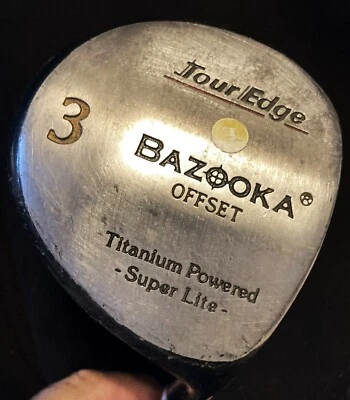 Tour Edge
3
BAZOOKA®
OFFSET
Titanium Powered
- Super Lite -